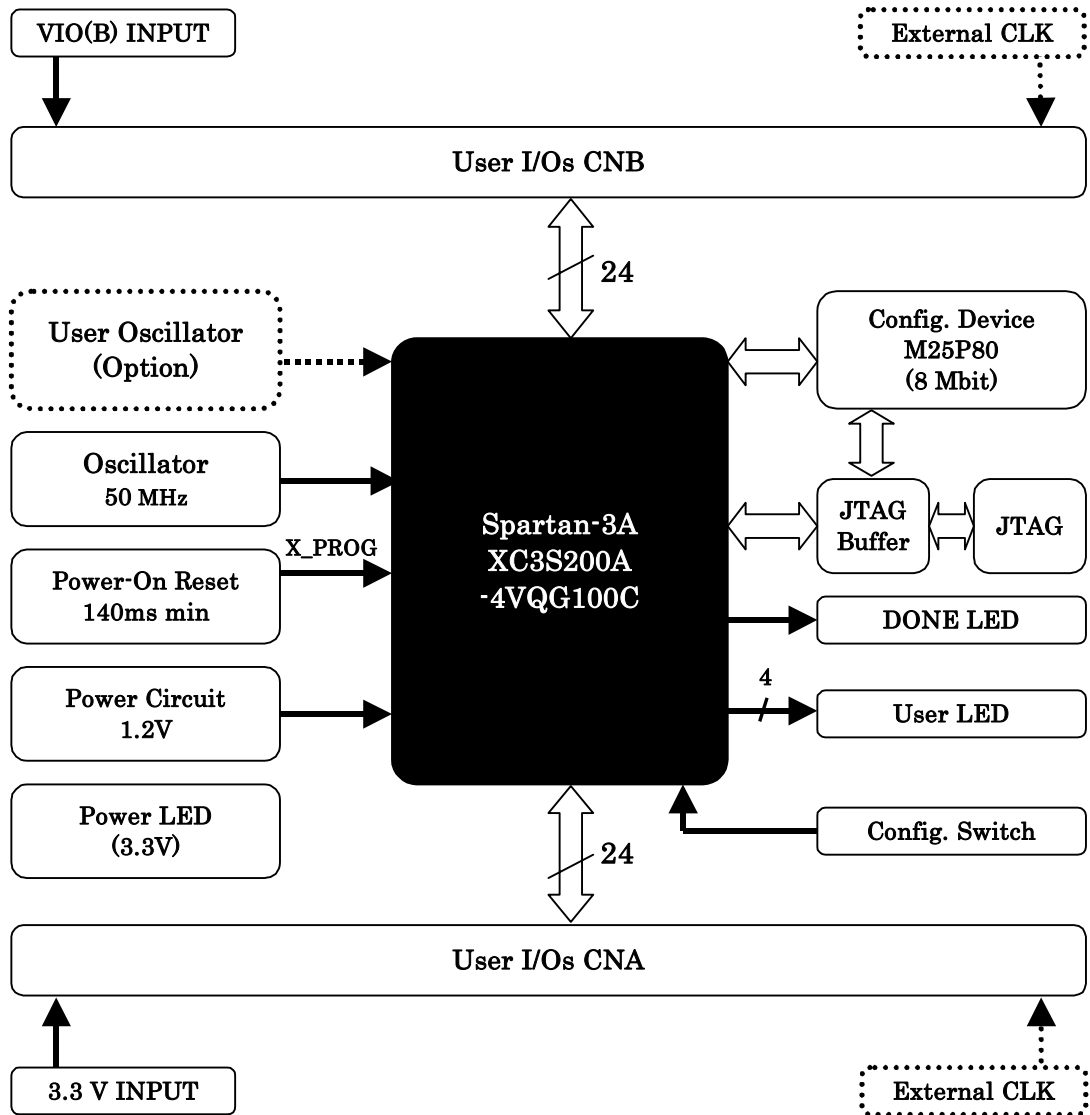 VIO(B) INPUT
External CLK
User I/Os CNB
24
User Oscillator
(Option)
Config. Device
M25P80
(8 Mbit)
Oscillator
50 MHz
Spartan-3A
XC3S200A
-4VQG100C
JTAG
Buffer
JTAG
X_PROG
Power-On Reset
140ms min
DONE LED
Power Circuit
1.2V
4
User LED
Power LED
(3.3V)
Config. Switch
24
User I/Os CNA
3.3 V INPUT
External CLK